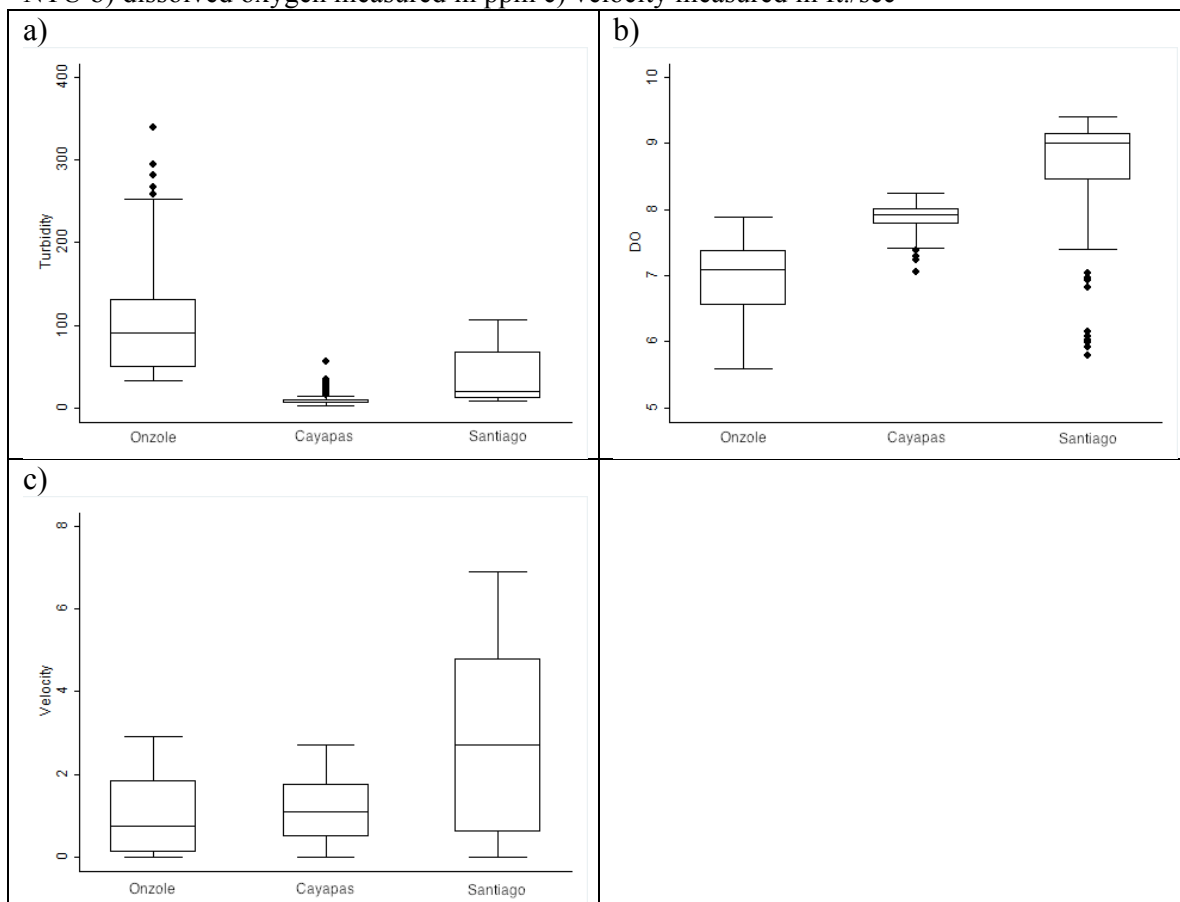 NTU b) dissolved oxygen measured in ppm c) velocity measured in ft./sec
a)
400
300
200
100
0
Turbidity
Onzole Cayapas Santiago
b)
10
9
8
7
6
5
DO
Onzole Cayapas Santiago
c)
8
6
4
2
0
Velocity
Onzole Cayapas Santiago